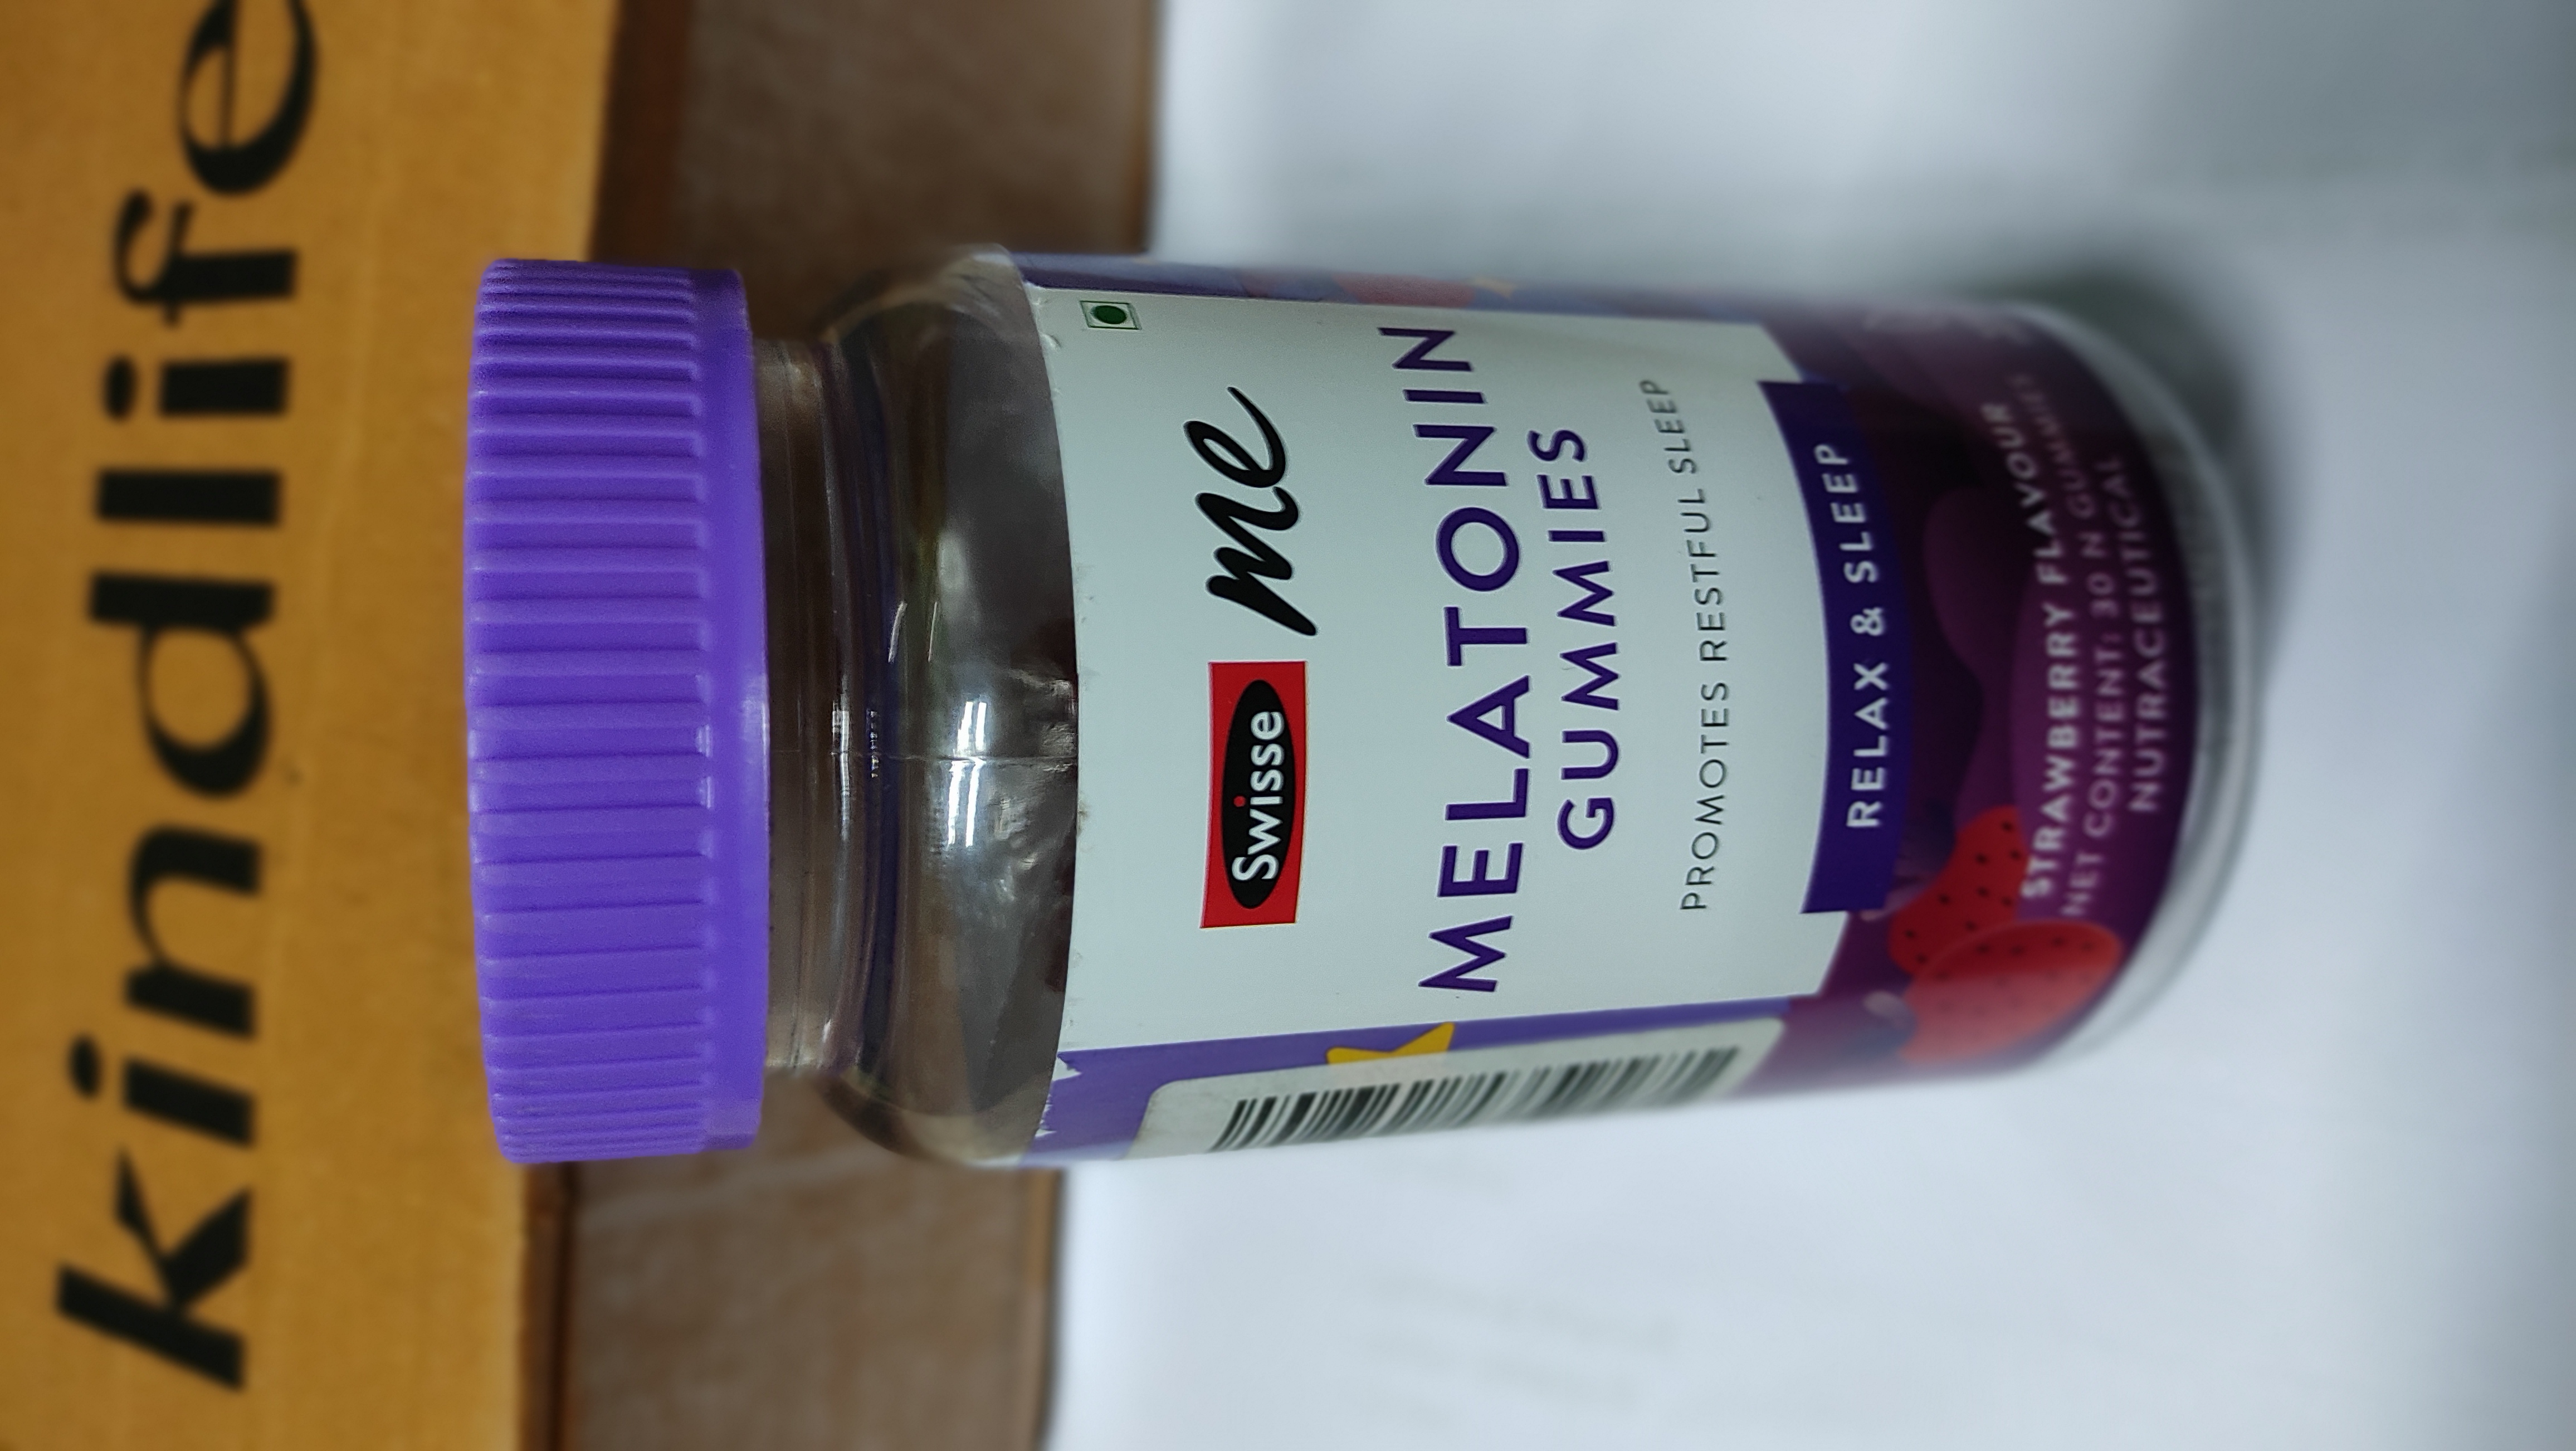 kindlife
Swisse me
MELATONIN
GUMMIES
PROMOTES RESTFUL SLEEP
RELAX & SLEEP
STRAWBERRY FLAVOUR
NET CONTENT: 30 N GUMMIES
NUTRACEUTICAL